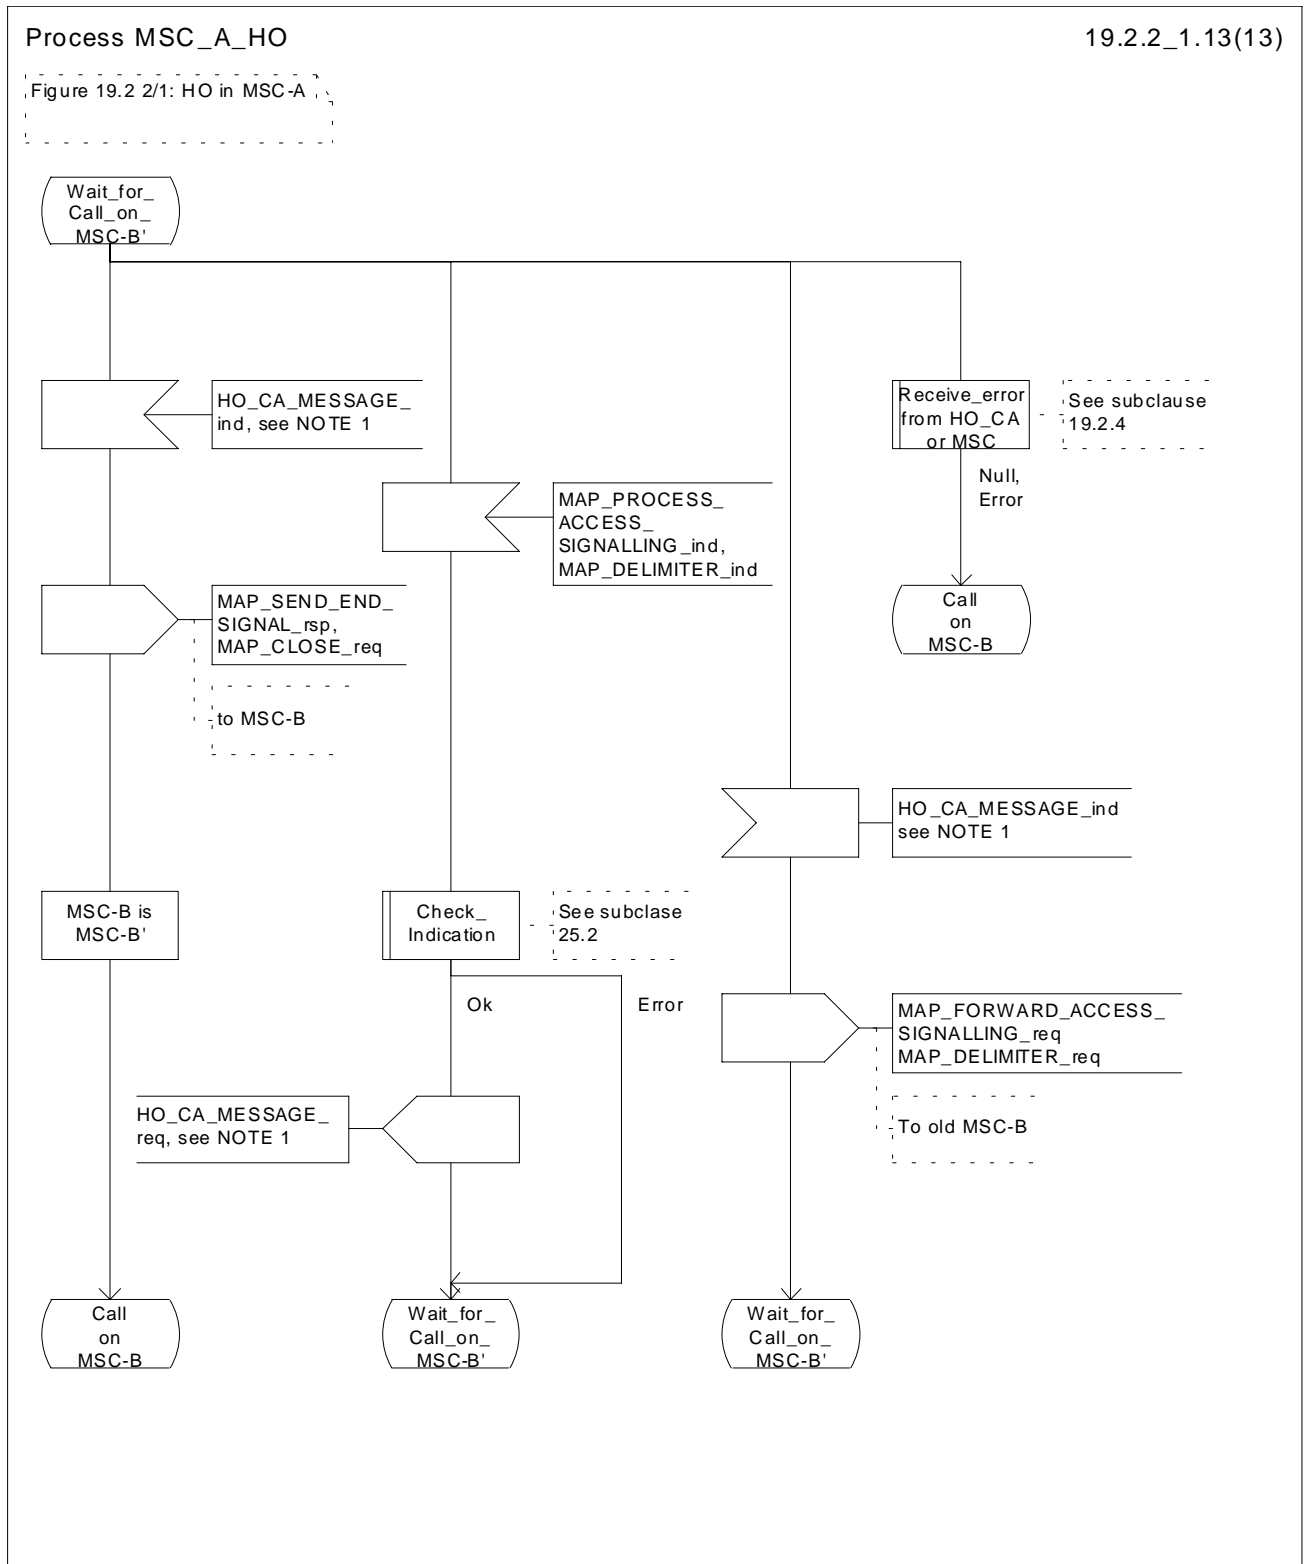 Process MSC_A_HO
19.2.2_1.13(13)
Figure 19.2 2/1: HO in MSC-A
Wait_for_
Call_on_
MSC-B'
HO_CA_MESSAGE_
ind, see NOTE 1
Receive_error
from HO_CA
or MSC
See subclause
19.2.4
Null,
Error
MAP_PROCESS_
ACCESS_
SIGNALLING_ind,
MAP_DELIMITER_ind
MAP_SEND_END_
SIGNAL_rsp,
MAP_CLOSE_req
to MSC-B
Call
on
MSC-B
HO_CA_MESSAGE_ind
see NOTE 1
MSC-B is
MSC-B'
Check_
Indication
See subclase
25.2
Ok
Error
MAP_FORWARD_ACCESS_
SIGNALLING_req
MAP_DELIMITER_req
To old MSC-B
HO_CA_MESSAGE_
req, see NOTE 1
Call
on
MSC-B
Wait_for_
Call_on_
MSC-B'
Wait_for_
Call_on_
MSC-B'